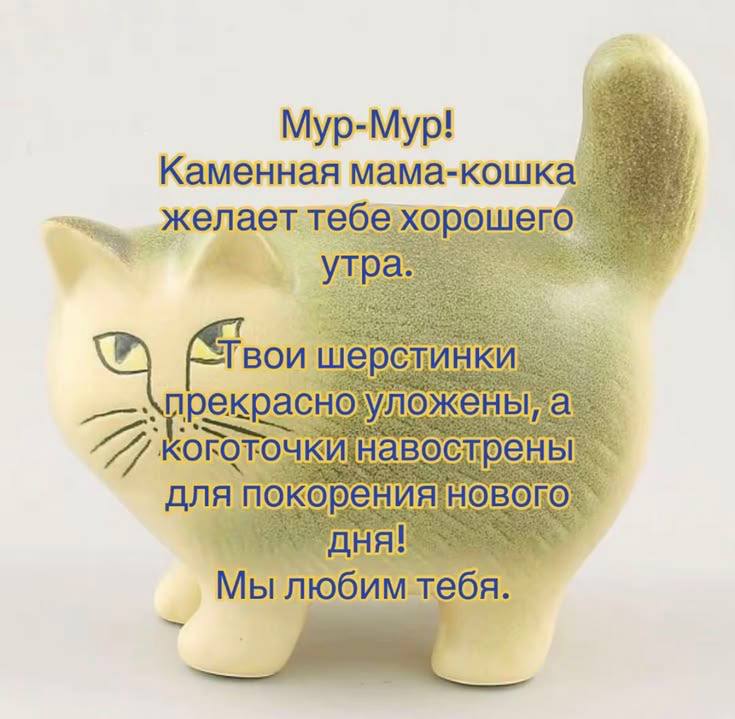 Мур-Мур!
Каменная мама-кошка
желает тебе хорошего
утра.
Твои шерстинки
прекрасно уложены, а
коготочки навострены
для покорения нового
дня!
Мы любим тебя.